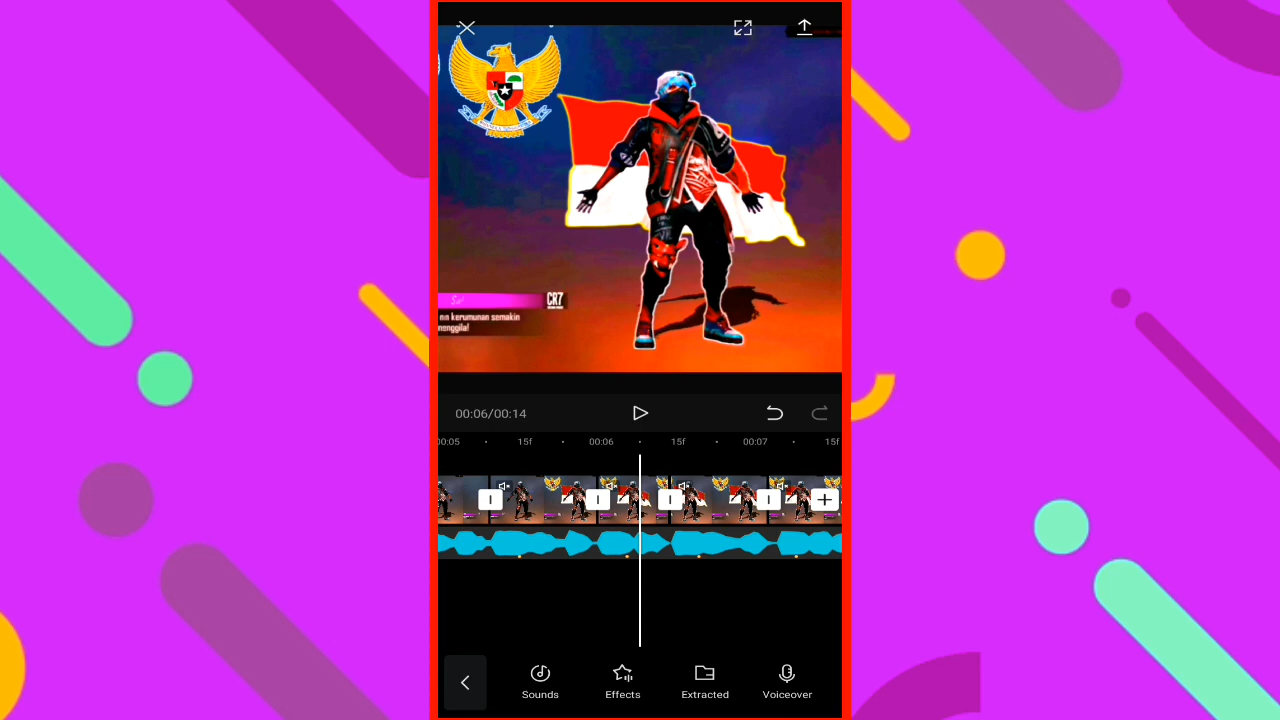 CR7
nn kerumunan semakin
menggila!
00:06/00:14
00:05
15f
00:06
15f
00:07
15f
Sounds
Effects
Extracted
Voiceover